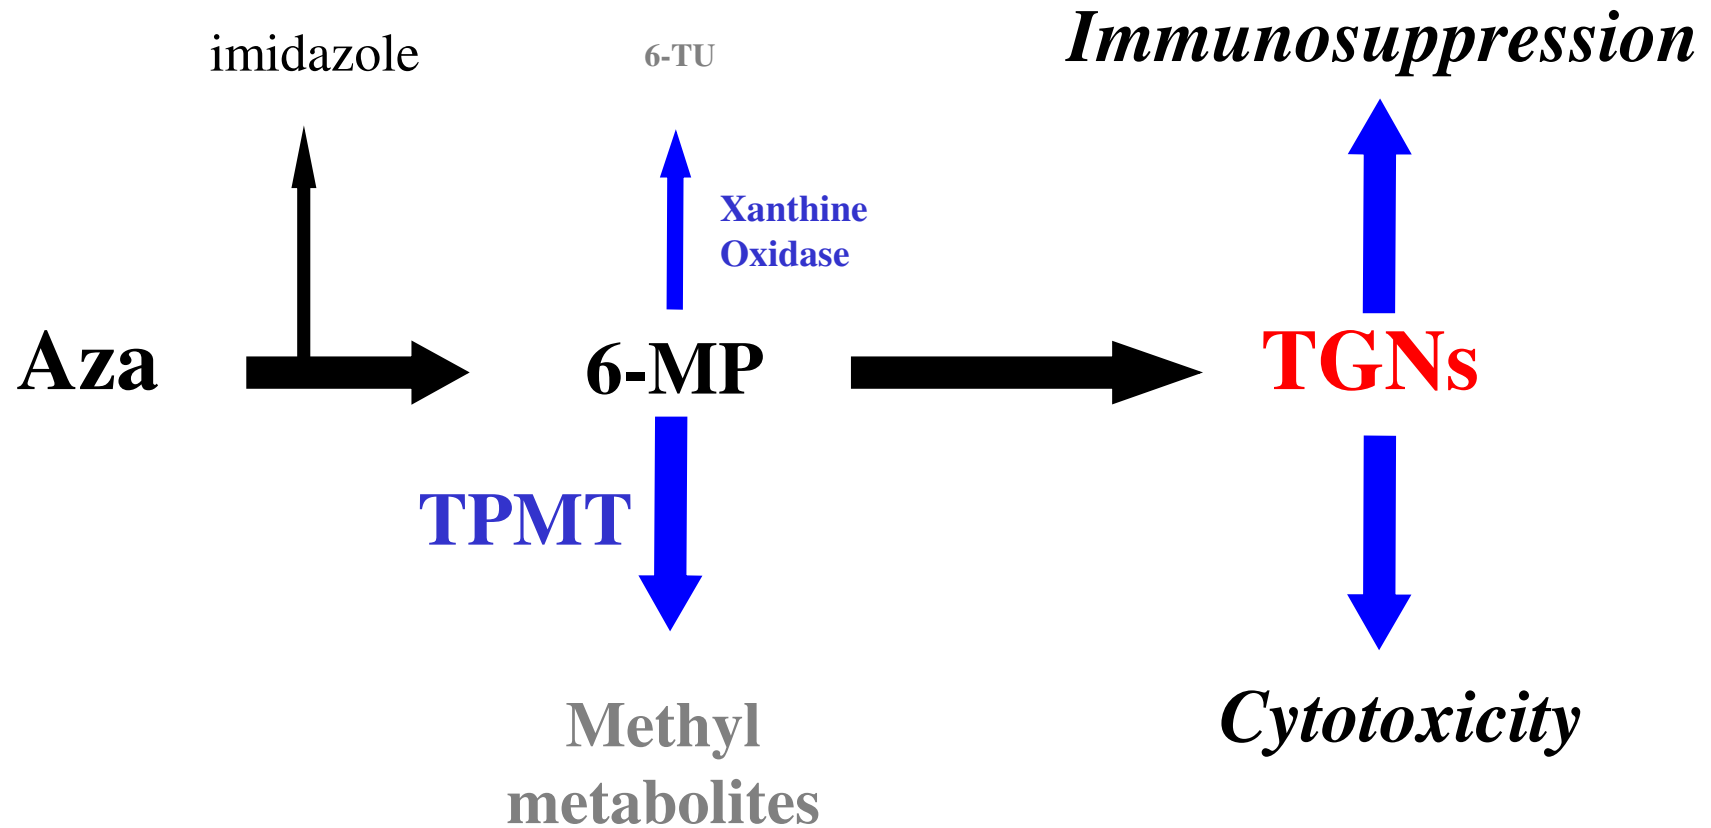 imidazole
6-TU
Immunosuppression
Xanthine
Oxidase
Aza
6-MP
TGNs
TPMT
Methyl
metabolites
Cytotoxicity